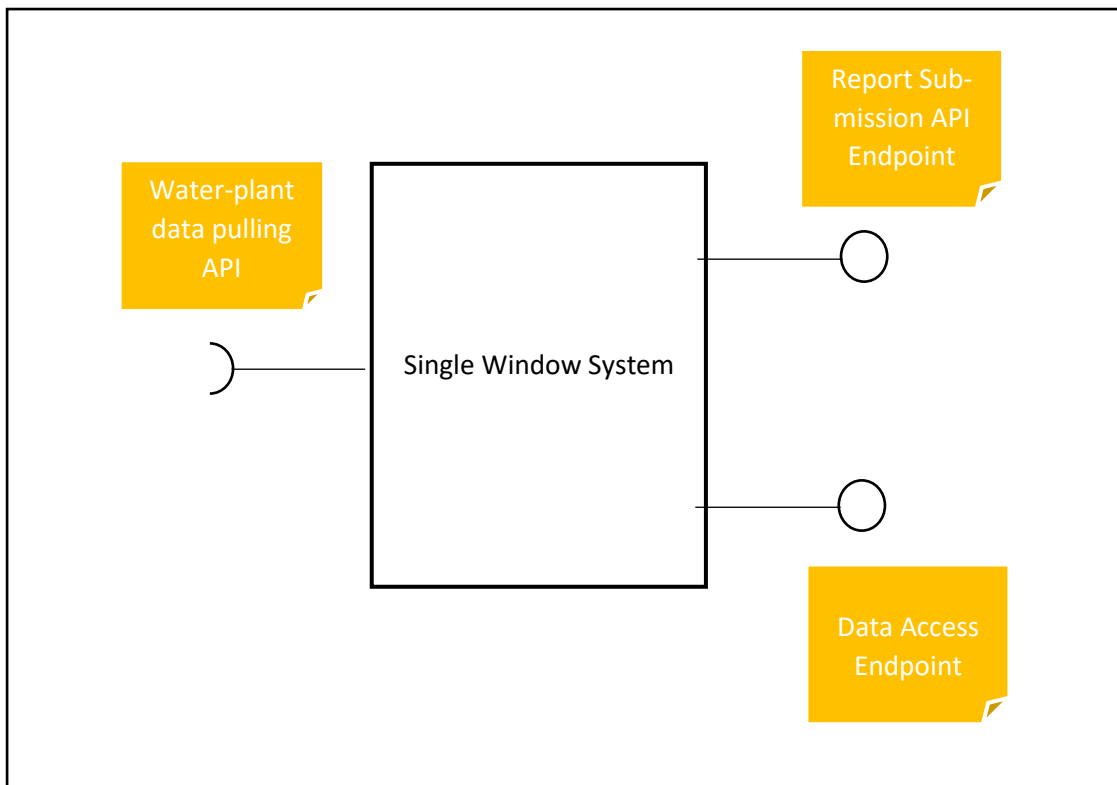 Water-plant
data pulling
API
Single Window System
Report Sub-
mission API
Endpoint
Data Access
Endpoint